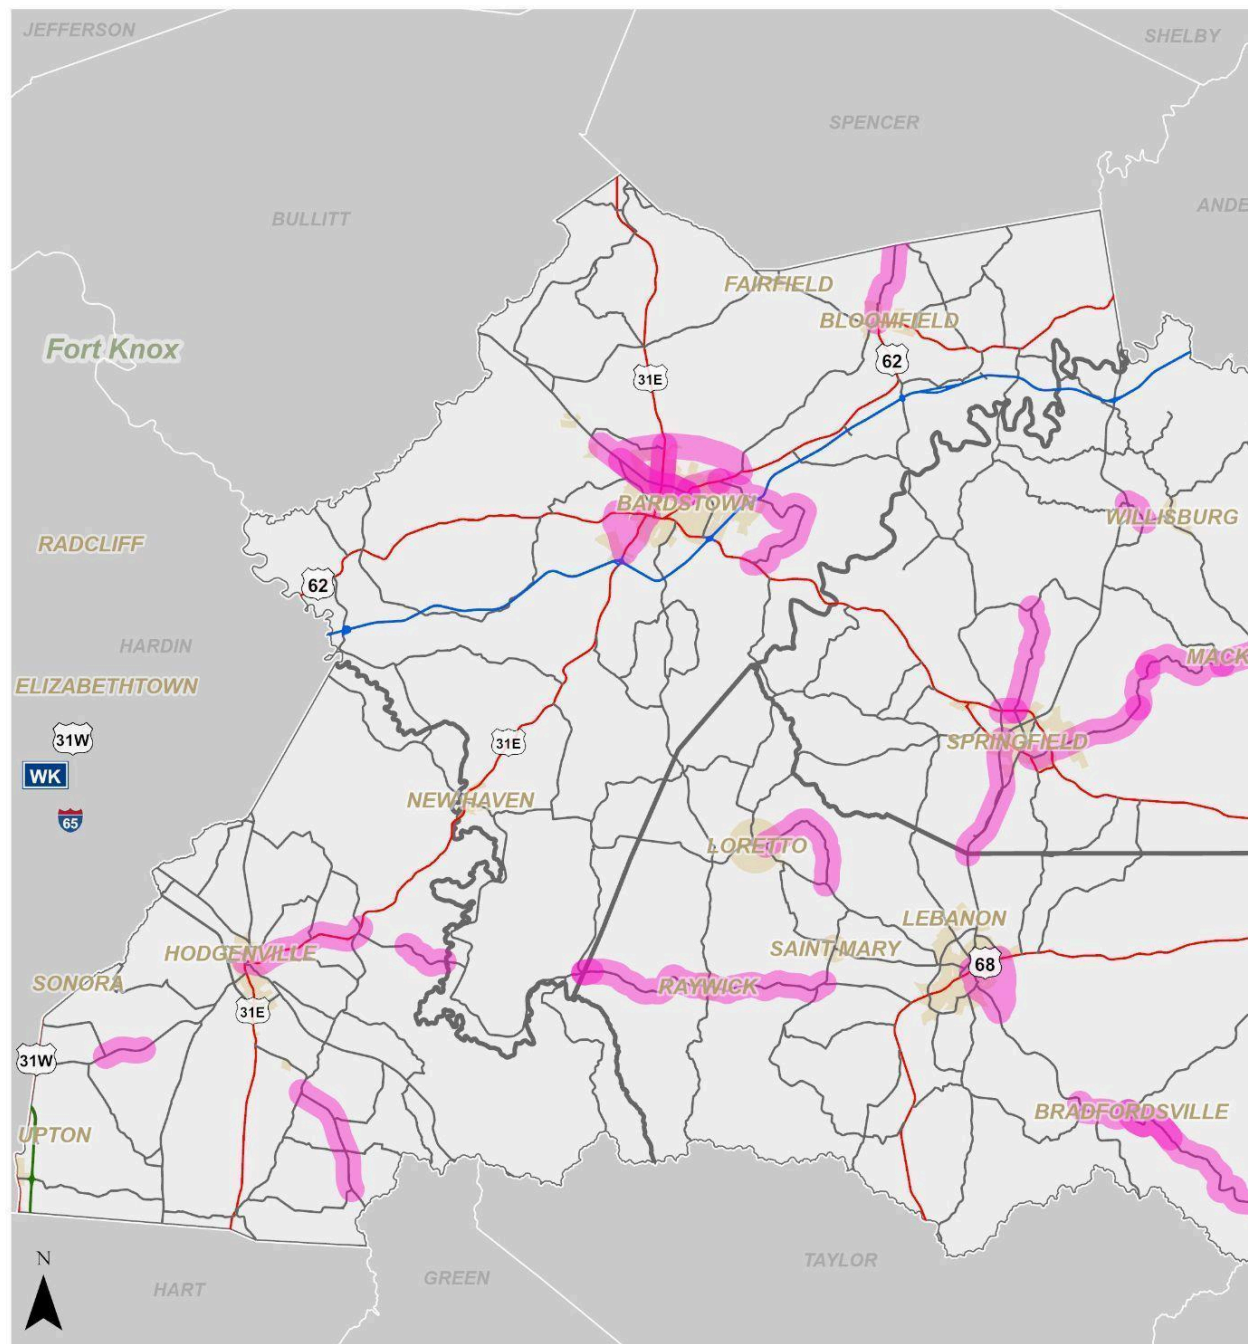 JEFFERSON
SHELBY
SPENCER
BULLITT
ANDE
FAIRFIELD
BLOOMFIELD
Fort Knox
62
31E
BARDSTOWN
WILLISBURG
RADCLIFF
62
HARDIN
MACK
ELIZABETHTOWN
31W
31E
SPRINGFIELD
WK
NEW HAVEN
65
LORETTO
LEBANON
HODGENVILLE
SAINT MARY
68
SONORA
RAYWICK
31E
31W
BRADFORDSVILLE
UPTON
N
TAYLOR
GREEN
HART